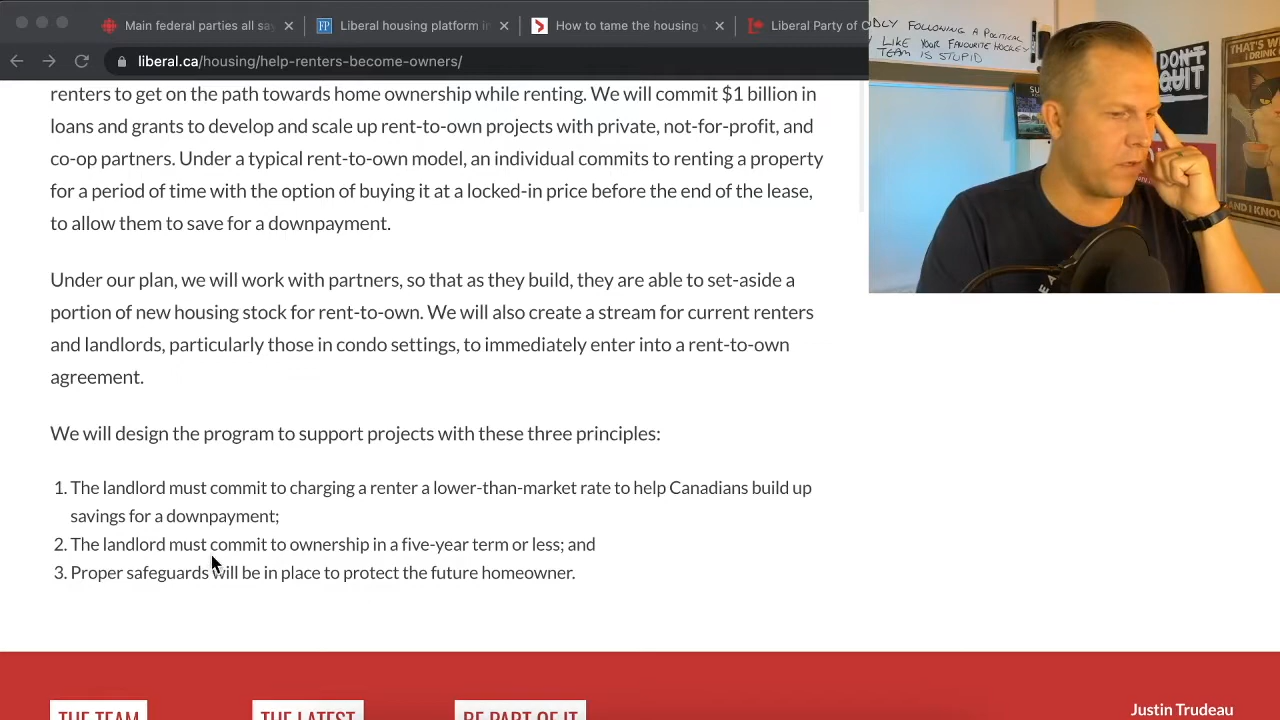 Main federal parties all sa
Liberal housing platform i
How to tame the housing
Liberal Party of C
liberal.ca/housing/help-renters-become-owners/
renters to get on the path towards home ownership while renting. We will commit $1 billion in
loans and grants to develop and scale up rent-to-own projects with private, not-for-profit, and
co-op partners. Under a typical rent-to-own model, an individual commits to renting a property
for a period of time with the option of buying it at a locked-in price before the end of the lease,
to allow them to save for a downpayment.
Under our plan, we will work with partners, so that as they build, they are able to set-aside a
portion of new housing stock for rent-to-own. We will also create a stream for current renters
and landlords, particularly those in condo settings, to immediately enter into a rent-to-own
agreement.
We will design the program to support projects with these three principles:
1. The landlord must commit to charging a renter a lower-than-market rate to help Canadians build up
savings for a downpayment;
2. The landlord must commit to ownership in a five-year term or less; and
3. Proper safeguards will be in place to protect the future homeowner.
THE TEAM
THE LATEST
BE PART OF IT
Justin Trudeau
DLY FOLLOWING A POLITICAL
LIKE YOUR FAVOURITE HOCKEY
TEAM IS STUPID
DON'T
QUIT
THAT'S W
I DRINK
AND I KNOW